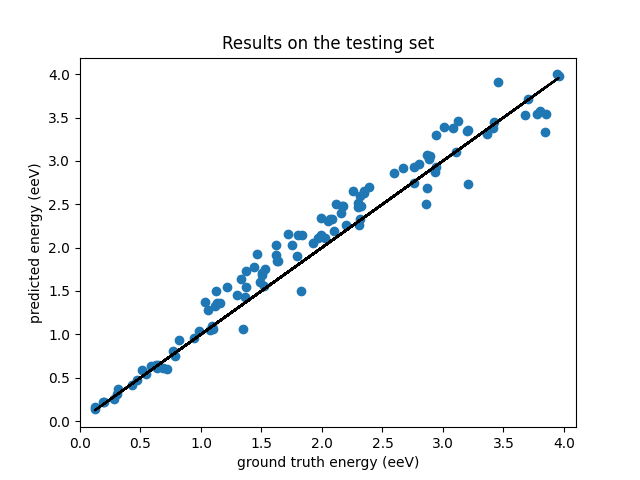 Results on the testing set
predicted energy (eeV)
4.0
3.5
3.0
2.5
2.0
1.5
1.0
0.5
0.0
0.0 0.5 1.0 1.5 2.0 2.5 3.0 3.5 4.0
ground truth energy (eeV)